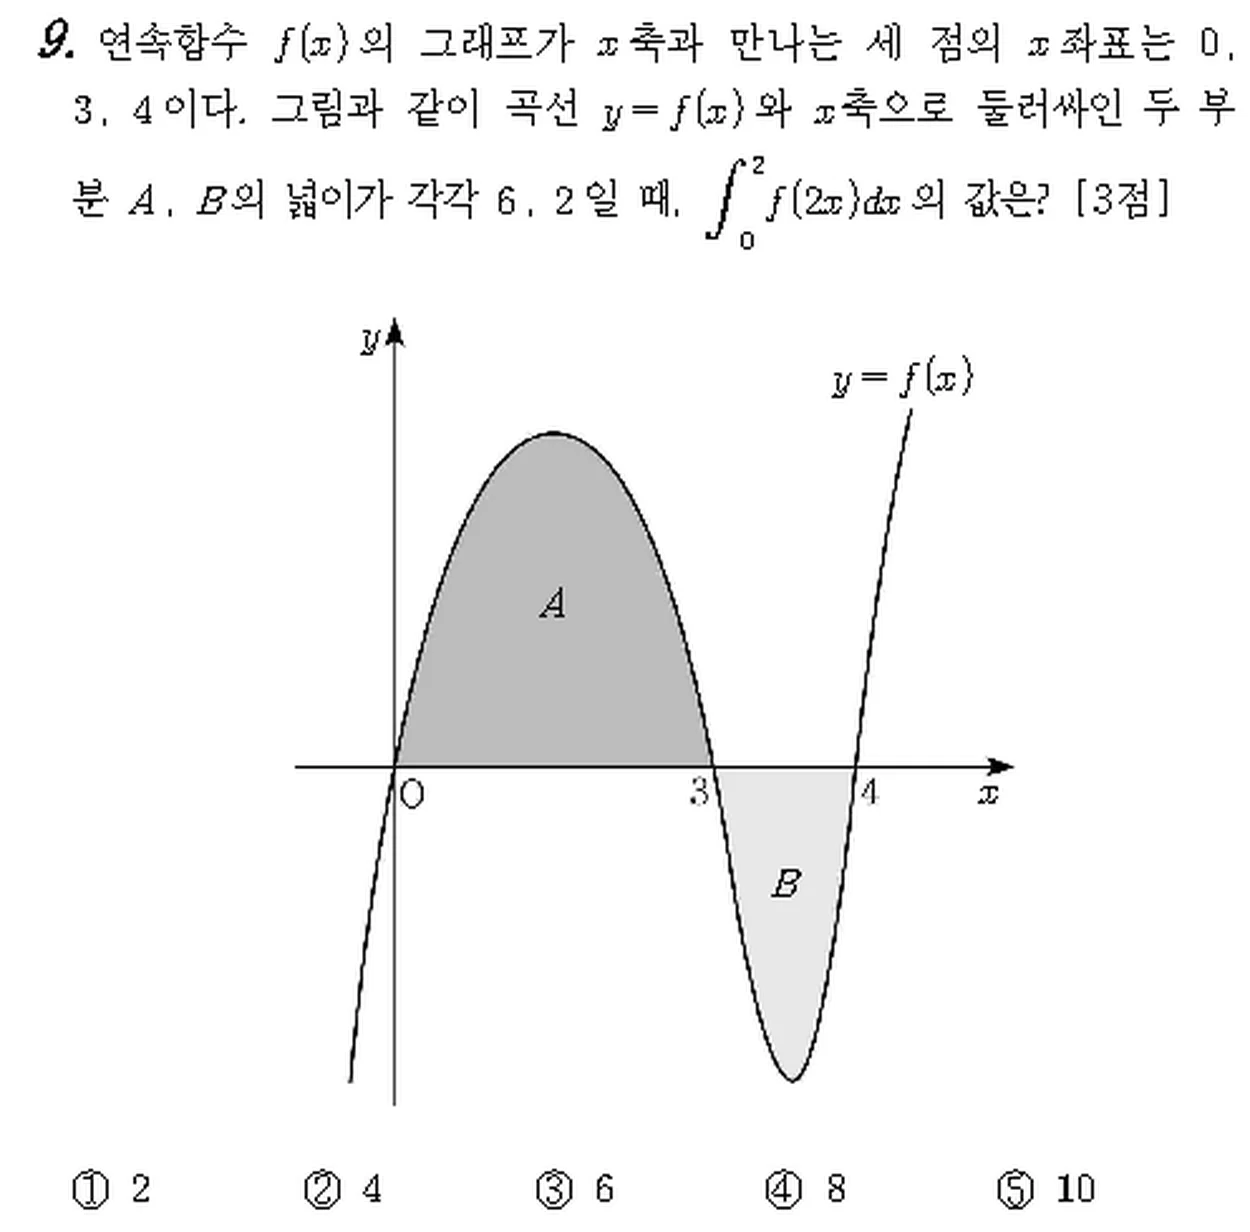 9. 연속함수 f(x)의 그래프가 x축과 만나는 세 점의 x좌표는 0,
3, 4이다. 그림과 같이 곡선 y=f(x)와 x축으로 둘러싸인 두 부
분 A, B의 넓이가 각각 6, 2일 때, ∫₀² f(2x)dx의 값은? [3점]
y
y=f(x)
A
O 3 4 x
B
① 2 ② 4 ③ 6 ④ 8 ⑤ 10